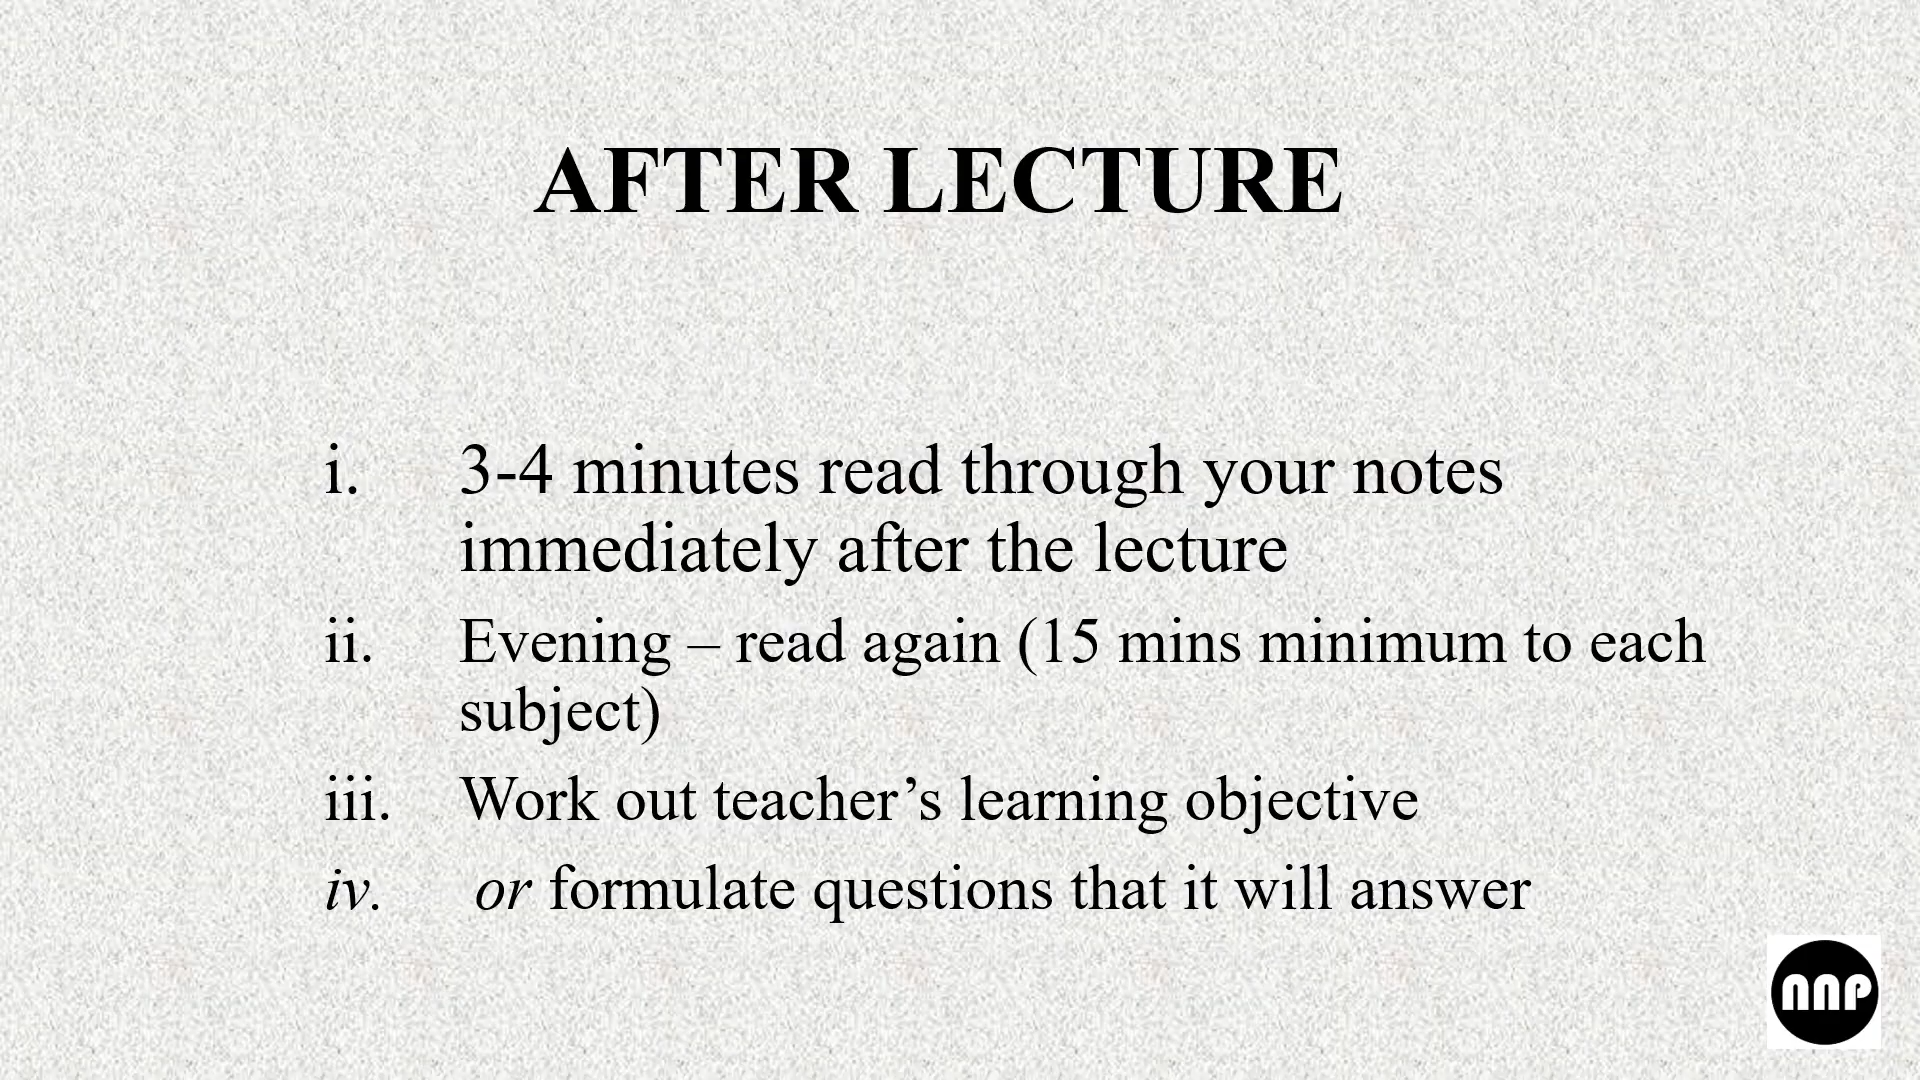 AFTER LECTURE
i. 3-4 minutes read through your notes
immediately after the lecture
ii. Evening – read again (15 mins minimum to each
subject)
iii. Work out teacher’s learning objective
iv. or formulate questions that it will answer
nnp